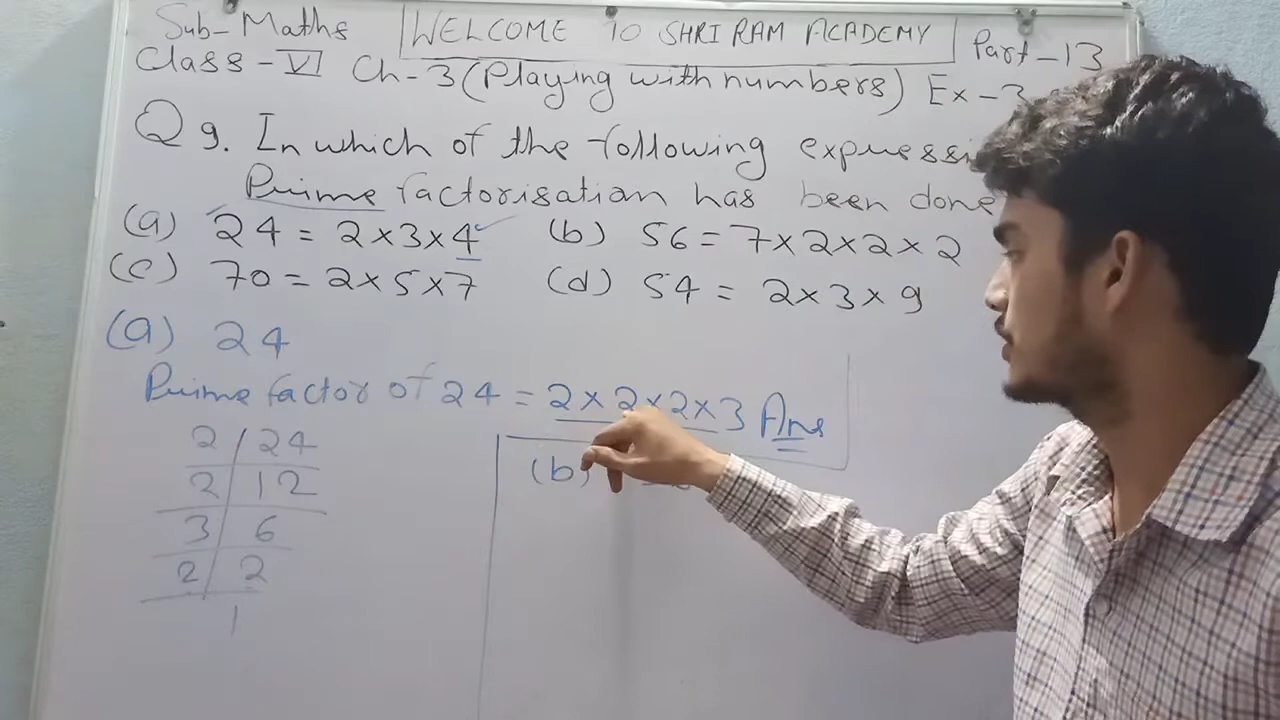 Sub-Maths WELCOME TO SHRI RAM ACADEMY Part-13
Class-VI Ch-3 (Playing with numbers) Ex-3
Q 9. In which of the following expressi
Prime factorisation has been done
(a) 24 = 2×3×4 (b) 56 = 7×2×2×2
(c) 70 = 2×5×7 (d) 54 = 2×3×9
(a) 24
Prime factor of 24 = 2×2×2×3 Ans
2 24
(b)
2 12
3 6
2 2
1